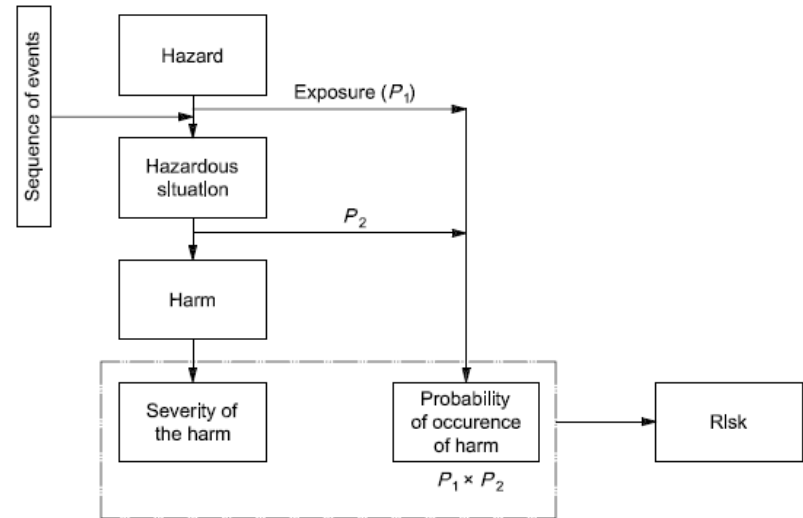 Sequence of events
Hazard
Exposure (P1)
Hazardous
situation
P2
Harm
Severity of
the harm
Probability
of occurence
of harm
P1 × P2
RIsk